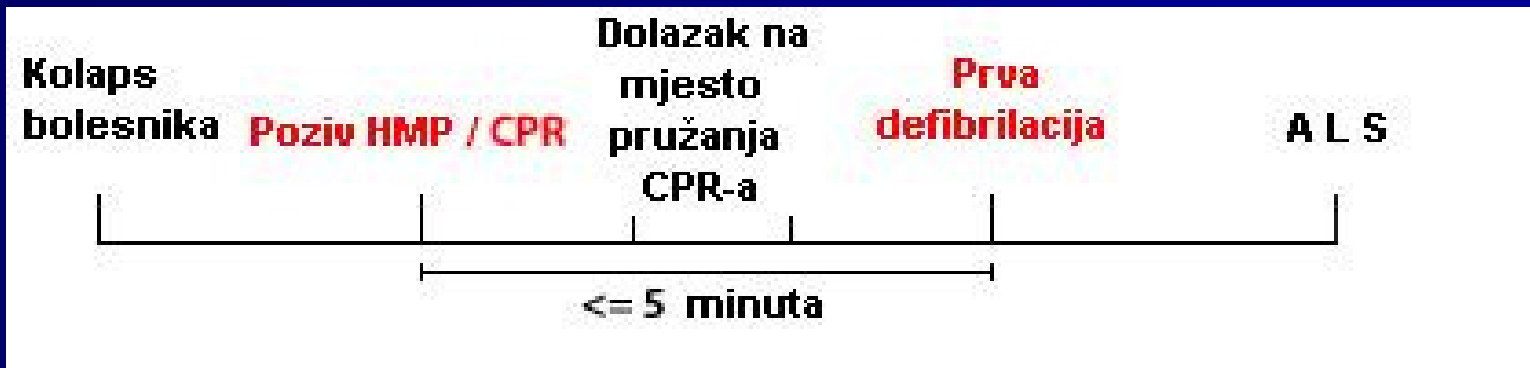 Kolaps
bolesnika
Poziv HMP / CPR
Dolazak na
mjesto
pružanja
CPR-a
Prva
defibrilacija
A L S
<= 5 minuta